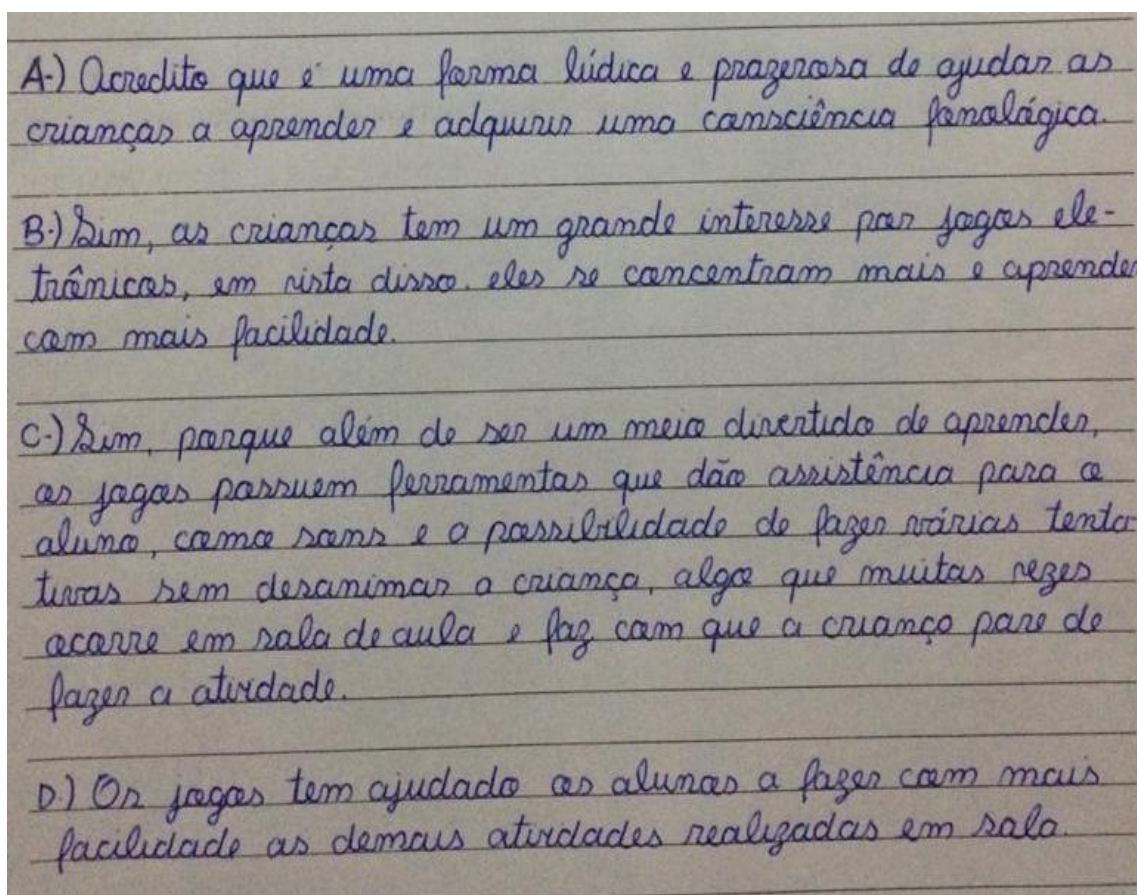 A-) Acredito que é uma forma lúdica e prazerosa de ajudar as
crianças a aprender e adquirir uma consciência fonológica.
B-) Sim, as crianças tem um grande interesse por jogos ele-
trônicos, em vista disso. eles se concentram mais e aprender
com mais facilidade.
C-) Sim, porque além de ser um meio divertido de aprender,
os jogos possuem ferramentas que dão assistência para o
aluno, como sons e a possibilidade de fazer várias tenta
tivas sem desanimar a criança, algo que muitas vezes
ocorre em sala de aula e faz com que a criança pare de
fazer a atividade.
D.) Os jogos tem ajudado os alunos a fazer com mais
facilidade as demais atividades realizadas em sala.